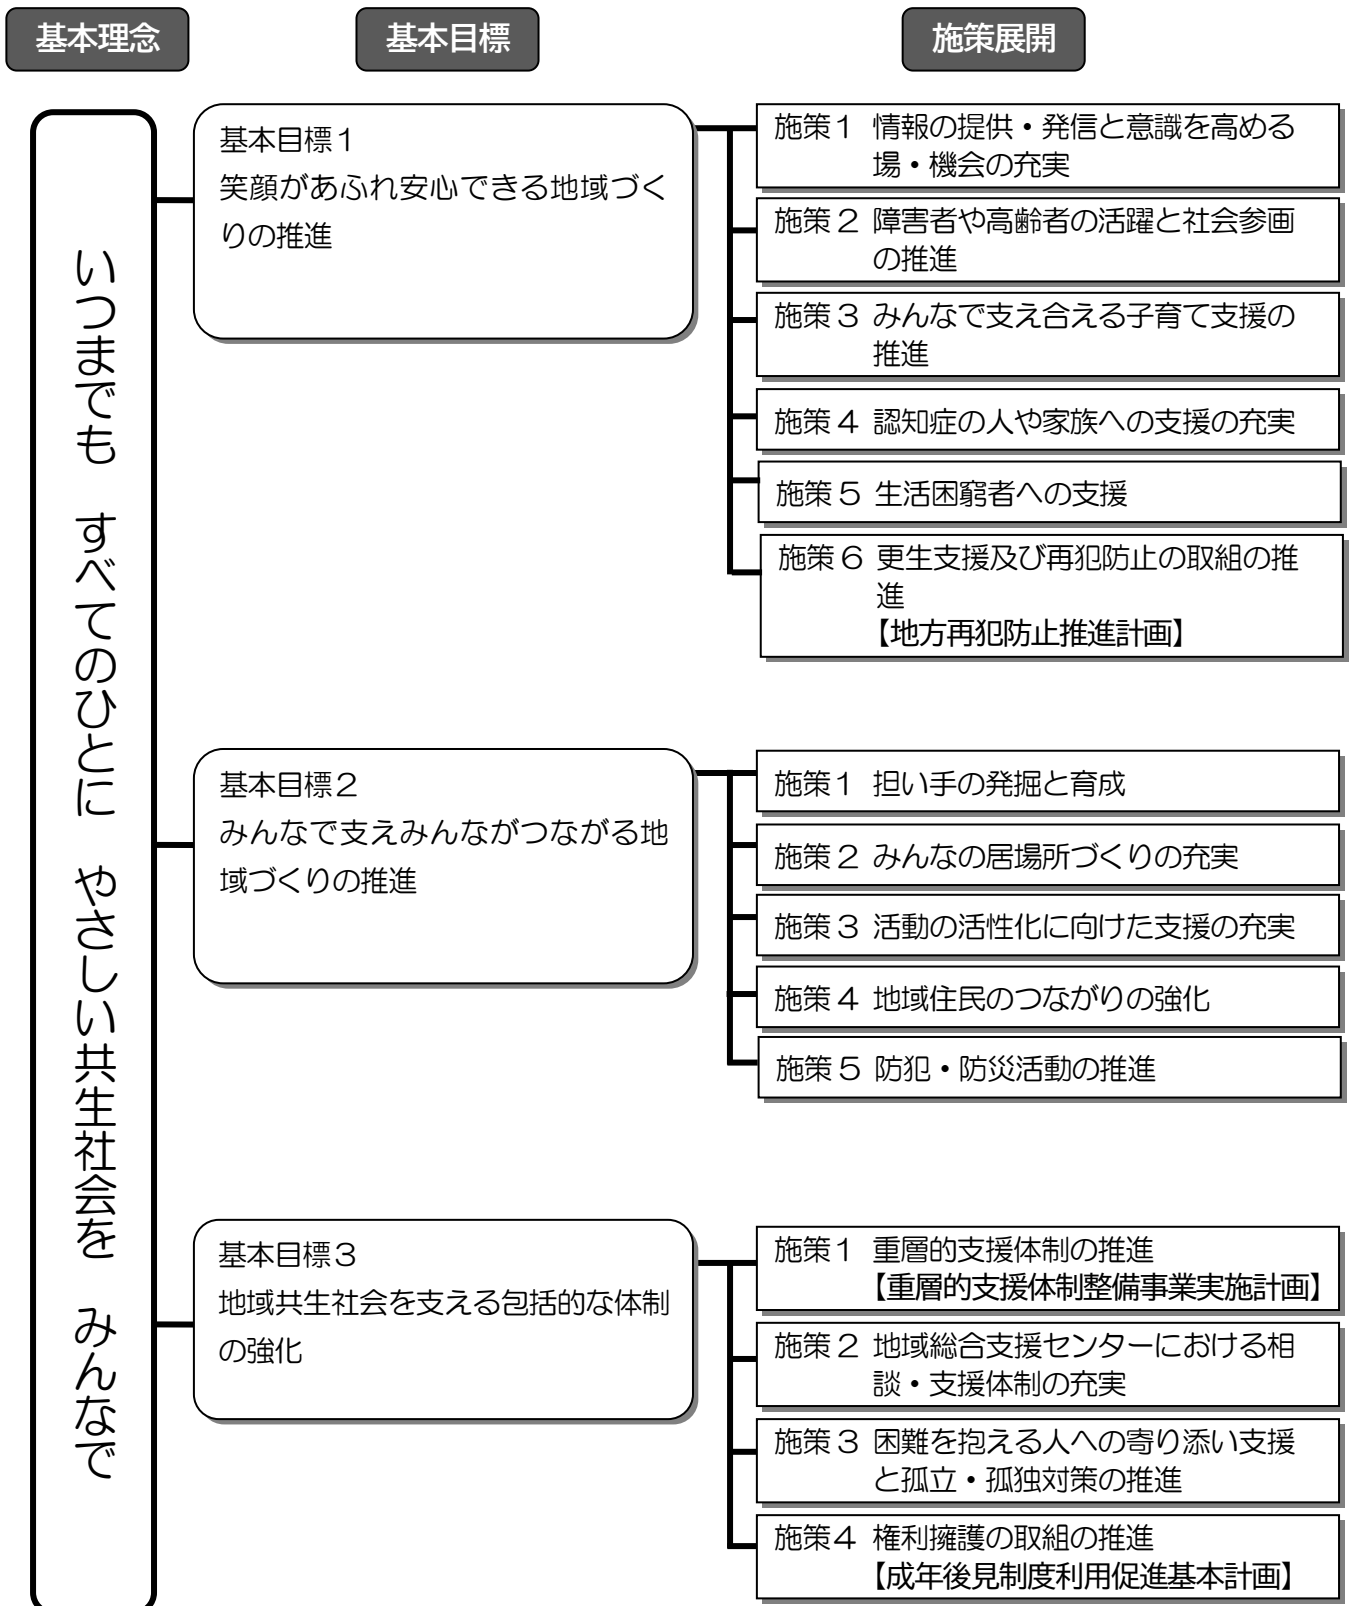 基本理念
基本目標
施策展開
いつまでも　すべてのひとに　やさしい共生社会を　みんなで
基本目標１
笑顔があふれ安心できる地域づく
りの推進
施策１ 情報の提供・発信と意識を高める
場・機会の充実
施策２ 障害者や高齢者の活躍と社会参画
の推進
施策３ みんなで支え合える子育て支援の
推進
施策４ 認知症の人や家族への支援の充実
施策５ 生活困窮者への支援
施策６ 更生支援及び再犯防止の取組の推
進
【地方再犯防止推進計画】
基本目標２
みんなで支えみんながつながる地
域づくりの推進
施策１ 担い手の発掘と育成
施策２ みんなの居場所づくりの充実
施策３ 活動の活性化に向けた支援の充実
施策４ 地域住民のつながりの強化
施策５ 防犯・防災活動の推進
基本目標３
地域共生社会を支える包括的な体制
の強化
施策１ 重層的支援体制の推進
【重層的支援体制整備事業実施計画】
施策２ 地域総合支援センターにおける相
談・支援体制の充実
施策３ 困難を抱える人への寄り添い支援
と孤立・孤独対策の推進
施策４ 権利擁護の取組の推進
【成年後見制度利用促進基本計画】